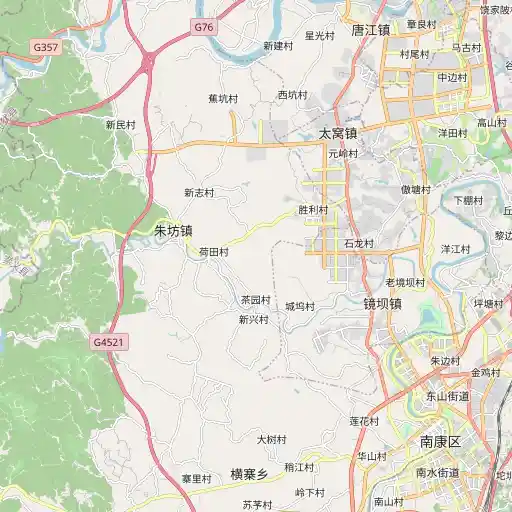 饶家陂村
章良村
G76
唐江镇
星光村
马古村
新建村
G357
村尾村
中边村
西坑村
蕉坑村
高山村
新民村
太窝镇
洋田村
元岭村
傲塘村
新志村
下棚村
胜利村
朱坊镇
黎边
石龙村
荷田村
洋江村
老境坝村
茶园村
城坞村
镜坝镇
坪塘村
新兴村
G4521
朱边村
金鸡村
东山街道
莲花村
大树村
南康区
华山村
稍江村
横寨乡
寨里村
南水街道
岭下村
南山村
苏茅村